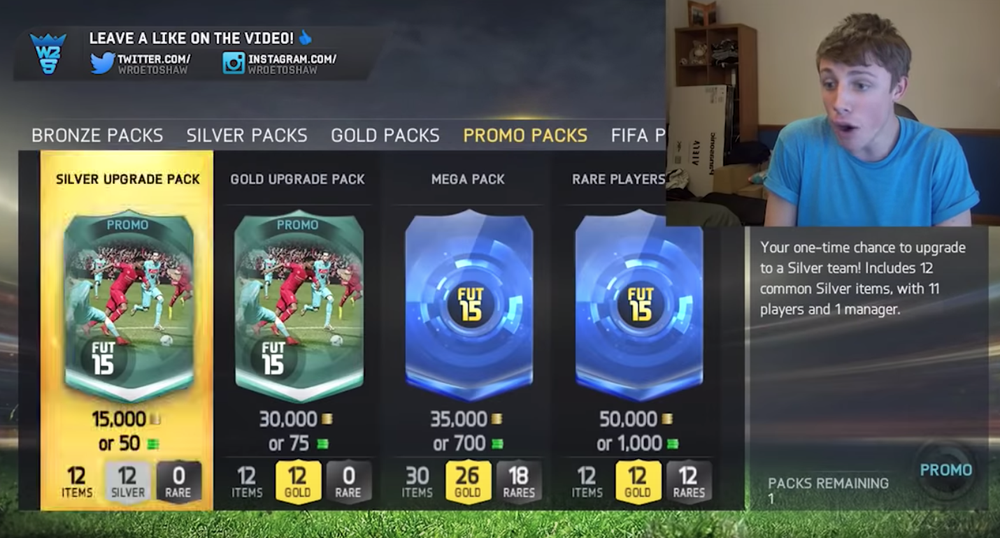 LEAVE A LIKE ON THE VIDEO!
W2S
TWITTER.COM/
WROETOSHAW
INSTAGRAM.COM/
WROETOSHAW
BRONZE PACKS
SILVER PACKS
GOLD PACKS
PROMO PACKS
FIFA P
SILVER UPGRADE PACK
PROMO
FUT
15
15,000
or 50
12
ITEMS
12
SILVER
0
RARE
GOLD UPGRADE PACK
PROMO
FUT
15
30,000
or 75
12
ITEMS
12
GOLD
0
RARE
MEGA PACK
FUT
15
35,000
or 700
30
ITEMS
26
GOLD
18
RARES
RARE PLAYERS
FUT
15
50,000
or 1,000
12
ITEMS
12
GOLD
12
RARES
Your one-time chance to upgrade
to a Silver team! Includes 12
common Silver items, with 11
players and 1 manager.
PACKS REMAINING
1
PROMO